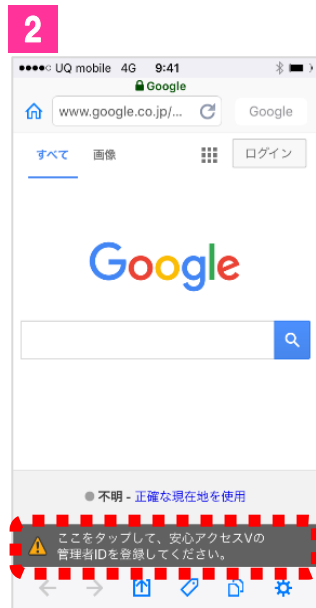 2
UQ mobile 4G 9:41
Google
www.google.co.jp/... Google
すべて 画像 ログイン
Google
不明 - 正確な現在地を使用
ここをタップして、安心アクセスVの
管理者IDを登録してください。